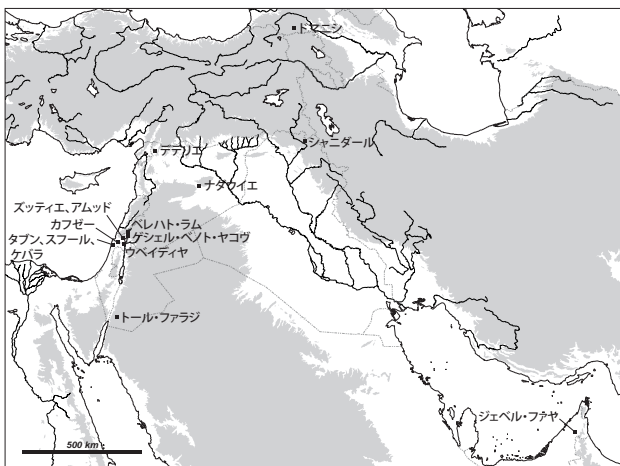 ドマニシ
シャニダール
デデリエ
ナダウイエ
ズッティエ、アムッド
カフゼー
タブン、スフール、
ケバラ
ベレハト・ラム
ゲシェル・ベノト・ヤコヴ
ウベイディヤ
トール・ファラジ
ジェベル・ファヤ
500 km